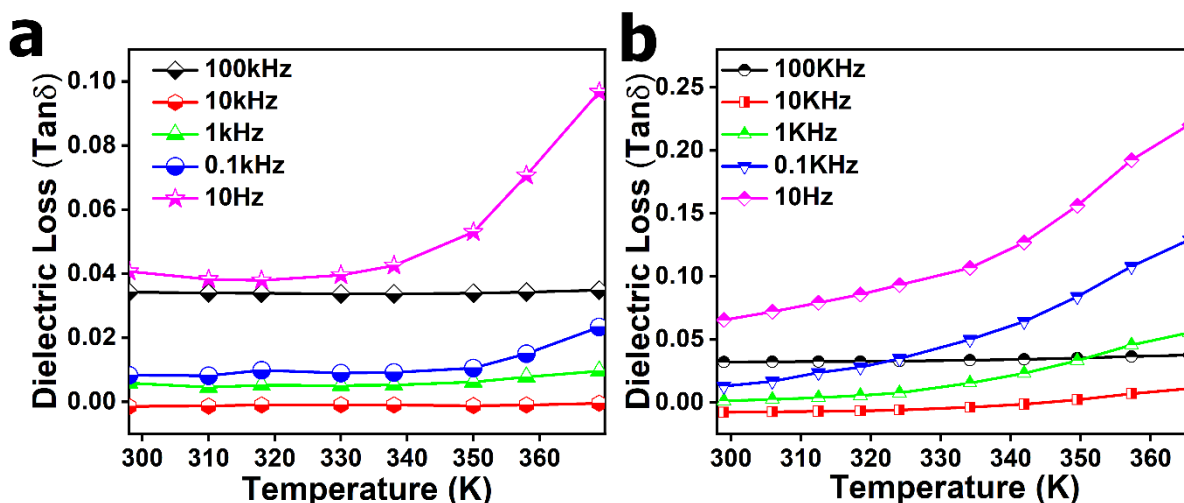 a
Dielectric Loss (Tanδ)
0.10
0.08
0.06
0.04
0.02
0.00
100kHz
10kHz
1kHz
0.1kHz
10Hz
300 310 320 330 340 350 360
Temperature (K)
b
Dielectric Loss (Tanδ)
0.25
0.20
0.15
0.10
0.05
0.00
100KHz
10KHz
1KHz
0.1KHz
10Hz
300 310 320 330 340 350 360
Temperature (K)